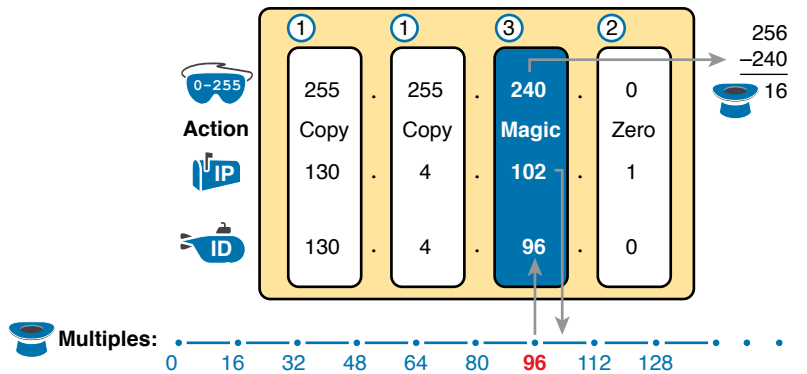 1 1 3 2
256
–240
16
0–255 255 . 255 . 240 . 0
Action Copy Copy Magic Zero
IP 130 . 4 . 102 . 1
ID 130 . 4 . 96 . 0
Multiples:
0 16 32 48 64 80 96 112 128